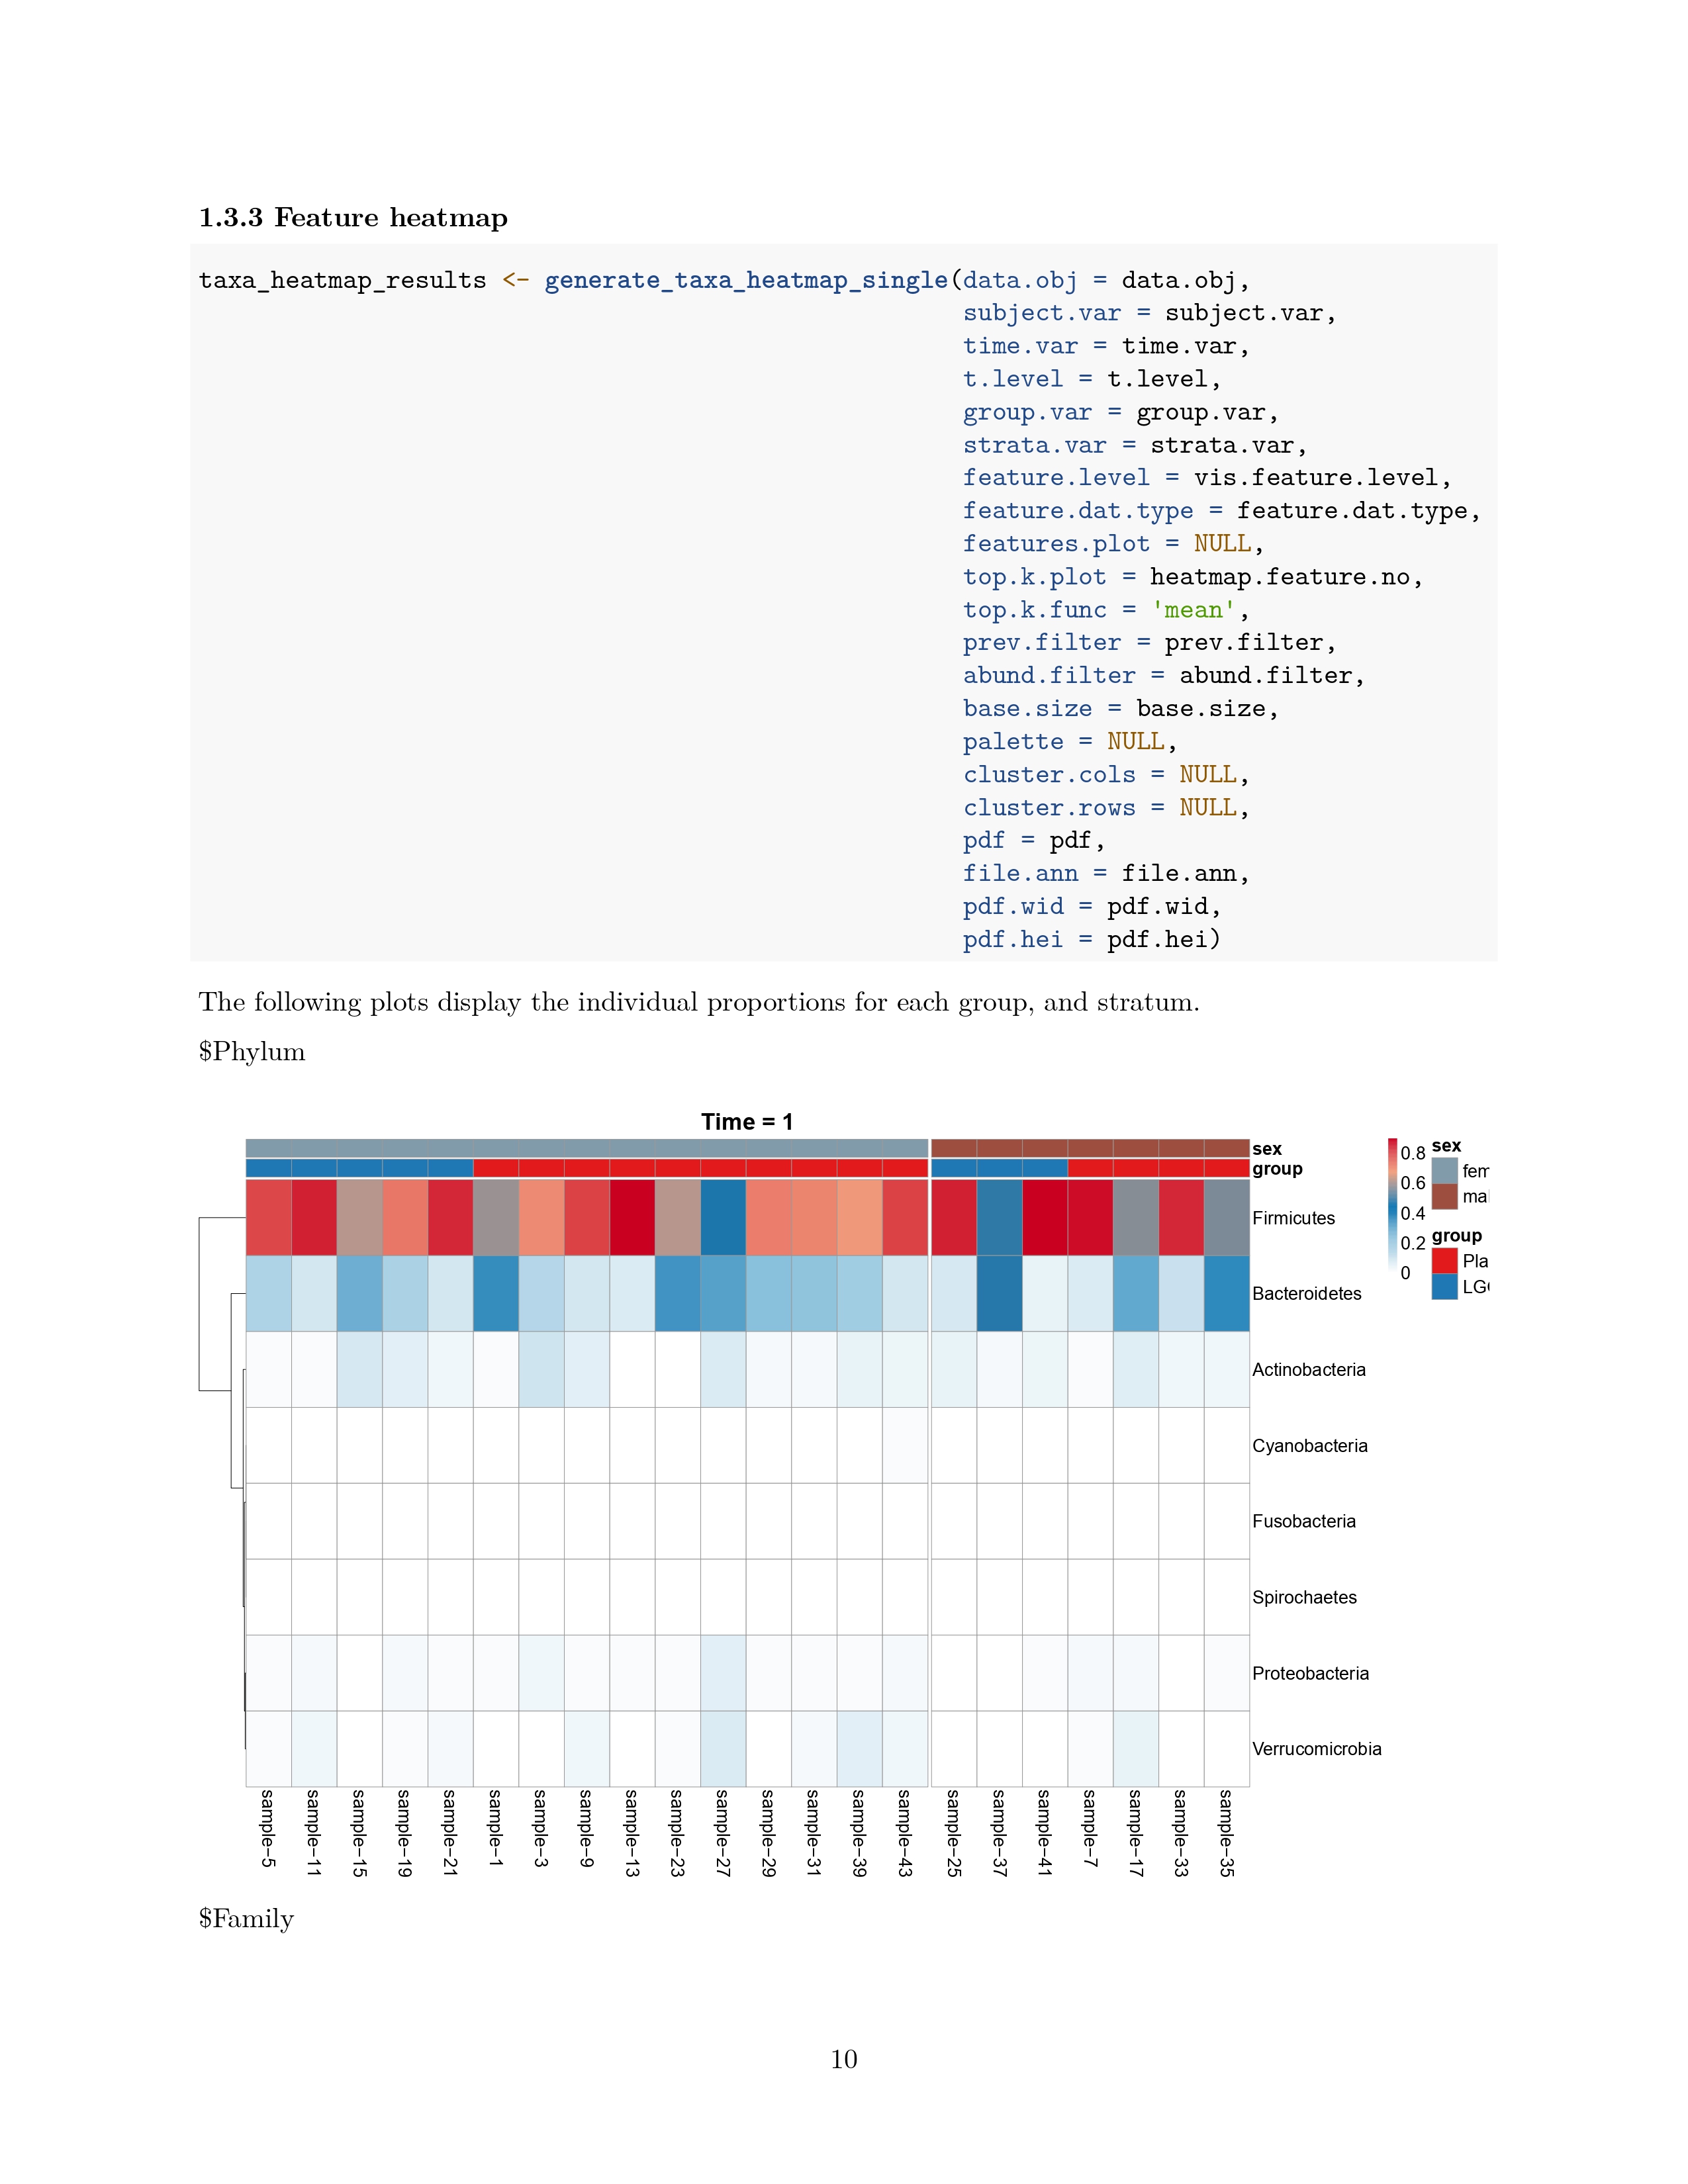 1.3.3 Feature heatmap
taxa_heatmap_results <- generate_taxa_heatmap_single(data.obj = data.obj,
subject.var = subject.var,
time.var = time.var,
t.level = t.level,
group.var = group.var,
strata.var = strata.var,
feature.level = vis.feature.level,
feature.dat.type = feature.dat.type,
features.plot = NULL,
top.k.plot = heatmap.feature.no,
top.k.func = 'mean',
prev.filter = prev.filter,
abund.filter = abund.filter,
base.size = base.size,
palette = NULL,
cluster.cols = NULL,
cluster.rows = NULL,
pdf = pdf,
file.ann = file.ann,
pdf.wid = pdf.wid,
pdf.hei = pdf.hei)
The following plots display the individual proportions for each group, and stratum.
$Phylum
Time = 1
sex
group
Firmicutes
Bacteroidetes
Actinobacteria
Cyanobacteria
Fusobacteria
Spirochaetes
Proteobacteria
Verrucomicrobia
0.8
0.6
0.4
0.2
0
sex
fem
ma
group
Pla
LG
sample−5
sample−11
sample−15
sample−19
sample−21
sample−1
sample−3
sample−9
sample−13
sample−23
sample−27
sample−29
sample−31
sample−39
sample−43
sample−25
sample−37
sample−41
sample−7
sample−17
sample−33
sample−35
$Family
10